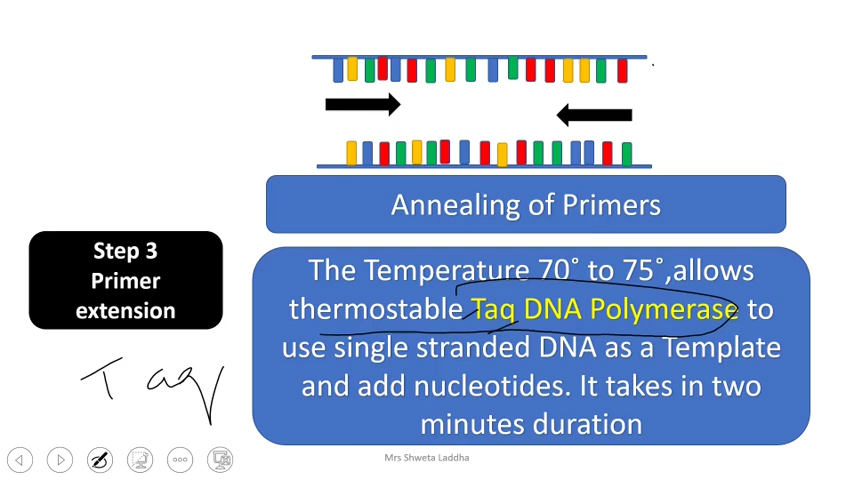 Annealing of Primers
Step 3
Primer
extension
The Temperature 70˚ to 75˚,allows
thermostable Taq DNA Polymerase to
use single stranded DNA as a Template
and add nucleotides. It takes in two
minutes duration
Taq
Mrs Shweta Laddha